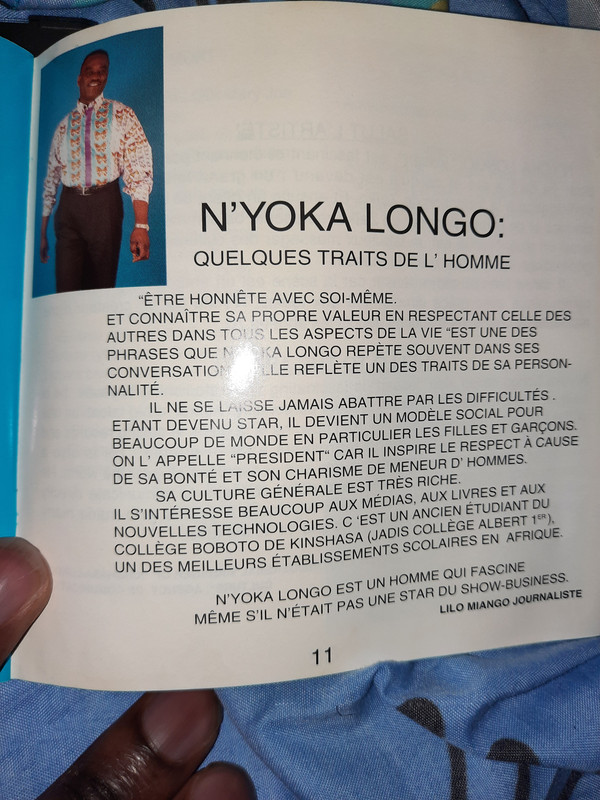 N'YOKA LONGO:
QUELQUES TRAITS DE L' HOMME
"ÊTRE HONNÊTE AVEC SOI-MÊME.
ET CONNAÎTRE SA PROPRE VALEUR EN RESPECTANT CELLE DES
AUTRES DANS TOUS LES ASPECTS DE LA VIE "EST UNE DES
PHRASES QUE N'YOKA LONGO REPÈTE SOUVENT DANS SES
CONVERSATION ELLE REFLÈTE UN DES TRAITS DE SA PERSON-
NALITÉ.
IL NE SE LAISSE JAMAIS ABATTRE PAR LES DIFFICULTÉS .
ETANT DEVENU STAR, IL DEVIENT UN MODÈLE SOCIAL POUR
BEAUCOUP DE MONDE EN PARTICULIER LES FILLES ET GARÇONS.
ON L' APPELLE "PRESIDENT" CAR IL INSPIRE LE RESPECT À CAUSE
DE SA BONTÉ ET SON CHARISME DE MENEUR D' HOMMES.
SA CULTURE GÉNÉRALE EST TRÈS RICHE.
IL S'INTÉRESSE BEAUCOUP AUX MÉDIAS, AUX LIVRES ET AUX
NOUVELLES TECHNOLOGIES. C 'EST UN ANCIEN ÉTUDIANT DU
COLLÈGE BOBOTO DE KINSHASA (JADIS COLLÈGE ALBERT 1ER),
UN DES MEILLEURS ÉTABLISSEMENTS SCOLAIRES EN AFRIQUE.
N'YOKA LONGO EST UN HOMME QUI FASCINE
MÊME S'IL N'ÉTAIT PAS UNE STAR DU SHOW-BUSINESS.
LILO MIANGO JOURNALISTE
11